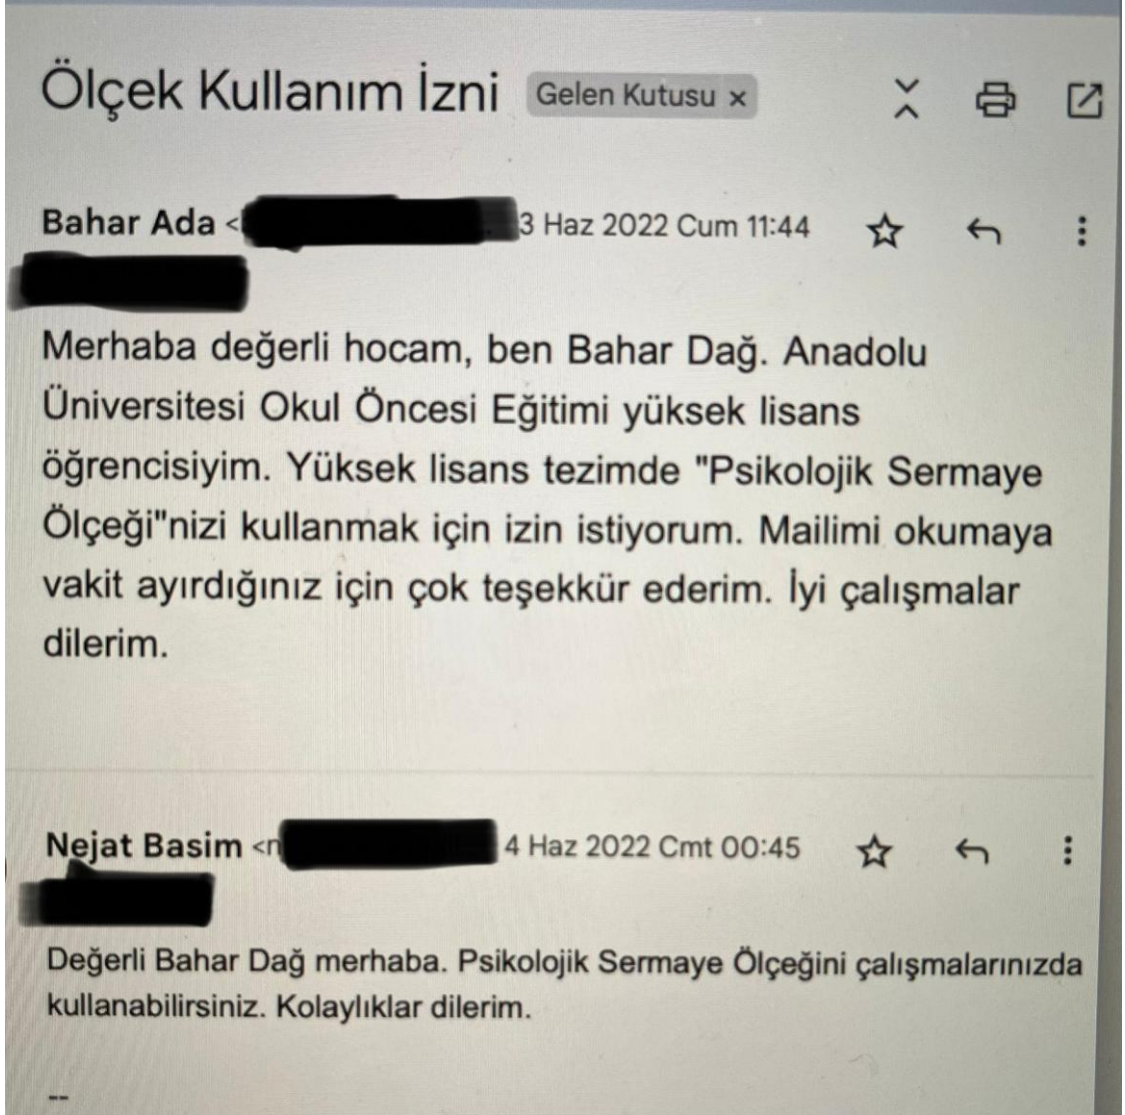 Ölçek Kullanım İzni Gelen Kutusu x
Bahar Ada < 3 Haz 2022 Cum 11:44
Merhaba değerli hocam, ben Bahar Dağ. Anadolu
Üniversitesi Okul Öncesi Eğitimi yüksek lisans
öğrencisiyim. Yüksek lisans tezimde "Psikolojik Sermaye
Ölçeği"nizi kullanmak için izin istiyorum. Mailimi okumaya
vakit ayırdığınız için çok teşekkür ederim. İyi çalışmalar
dilerim.
Nejat Basim <n 4 Haz 2022 Cmt 00:45
Değerli Bahar Dağ merhaba. Psikolojik Sermaye Ölçeğini çalışmalarınızda
kullanabilirsiniz. Kolaylıklar dilerim.
--